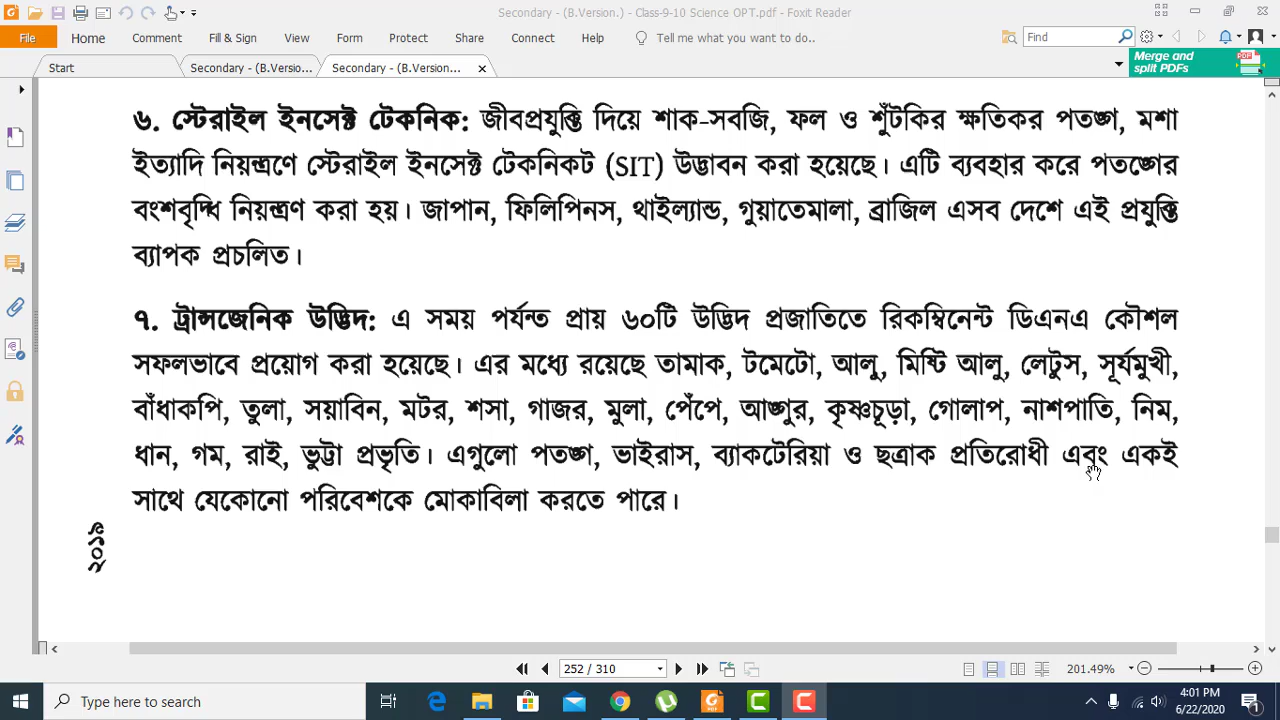 Secondary - (B.Version.) - Class-9-10 Science OPT.pdf - Foxit Reader
File Home Comment Fill & Sign View Form Protect Share Connect Help Tell me what you want to do.. Find
Start Secondary - (B.Versio... Secondary - (B.Version.... Merge and
split PDFs
৬. স্টেরাইল ইনসেক্ট টেকনিক: জীবপ্রযুক্তি দিয়ে শাক-সবজি, ফল ও শুঁটকির ক্ষতিকর পতঙ্গ, মশা
ইত্যাদি নিয়ন্ত্রণে স্টেরাইল ইনসেক্ট টেকনিকট (SIT) উদ্ভাবন করা হয়েছে। এটি ব্যবহার করে পতঙ্গের
বংশবৃদ্ধি নিয়ন্ত্রণ করা হয়। জাপান, ফিলিপিনস, থাইল্যান্ড, গুয়াতেমালা, ব্রাজিল এসব দেশে এই প্রযুক্তি
ব্যাপক প্রচলিত।
৭. ট্রান্সজেনিক উদ্ভিদ: এ সময় পর্যন্ত প্রায় ৬০টি উদ্ভিদ প্রজাতিতে রিকম্বিনেন্ট ডিএনএ কৌশল
সফলভাবে প্রয়োগ করা হয়েছে। এর মধ্যে রয়েছে তামাক, টমেটো, আলু, মিষ্টি আলু, লেটুস, সূর্যমুখী,
বাঁধাকপি, তুলা, সয়াবিন, মটর, শসা, গাজর, মুলা, পেঁপে, আঙ্গুর, কৃষ্ণচূড়া, গোলাপ, নাশপাতি, নিম,
ধান, গম, রাই, ভুট্টা প্রভৃতি। এগুলো পতঙ্গ, ভাইরাস, ব্যাকটেরিয়া ও ছত্রাক প্রতিরোধী এবং একই
সাথে যেকোনো পরিবেশকে মোকাবিলা করতে পারে।
২০১৯
252 / 310 201.49%
Type here to search 4:01 PM
6/22/2020